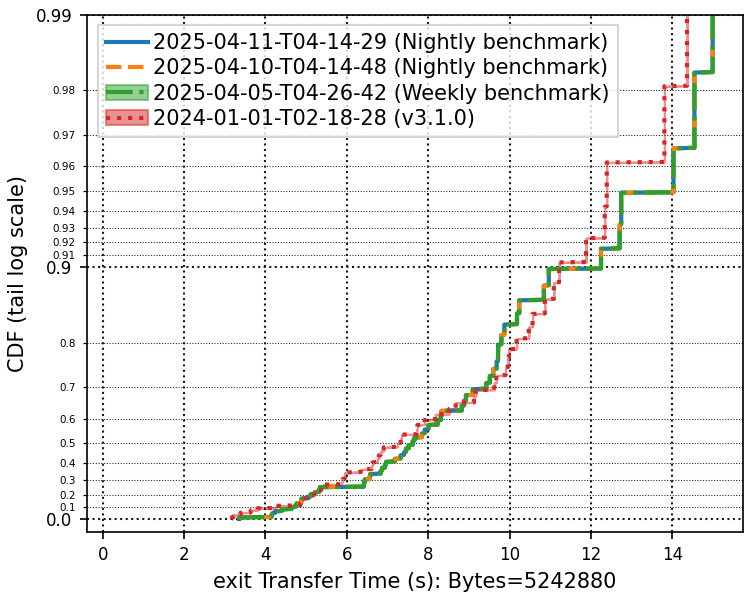 0.99
2025-04-11-T04-14-29 (Nightly benchmark)
2025-04-10-T04-14-48 (Nightly benchmark)
2025-04-05-T04-26-42 (Weekly benchmark)
2024-01-01-T02-18-28 (v3.1.0)
0.98
0.97
0.96
0.95
0.94
0.93
0.92
0.91
0.9
0.8
0.7
0.6
0.5
0.4
0.3
0.2
0.1
0.0
CDF (tail log scale)
0 2 4 6 8 10 12 14
exit Transfer Time (s): Bytes=5242880